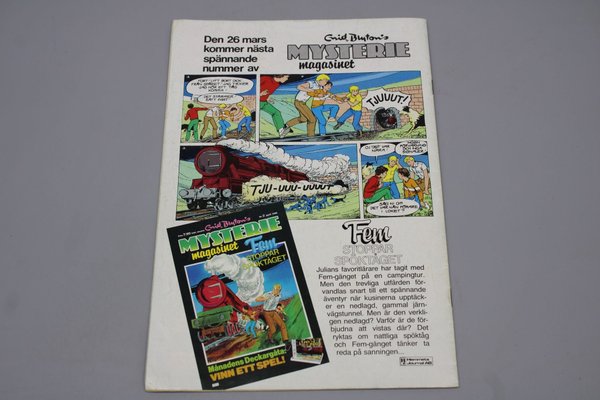 Den 26 mars
kommer nästa
spännande
nummer av
Enid Blyton's
MYSTERIE
magasinet
TJUUUT!
TJU-UUU-UUUUT
Enid Blyton's
MYSTERIE
magasinet
Fem
STOPPAR
SPÖKTÅGET
Månadens Deckargåta:
VINN ETT SPEL!
Fem
STOPPAR
SPÖKTÅGET
Julians favoritlärare har tagit med
Fem-gänget på en campingtur.
Men den trevliga utfärden för-
vandlas snart till ett spännande
äventyr när kusinerna upptäck-
er en nedlagd, gammal järn-
vägstunnel. Men är den verkli-
gen nedlagd? Varför är de för-
bjudna att vistas där? Det
ryktas om nattliga spöktåg
och Fem-gänget tänker ta
reda på sanningen...
Hemmets
Journal AB